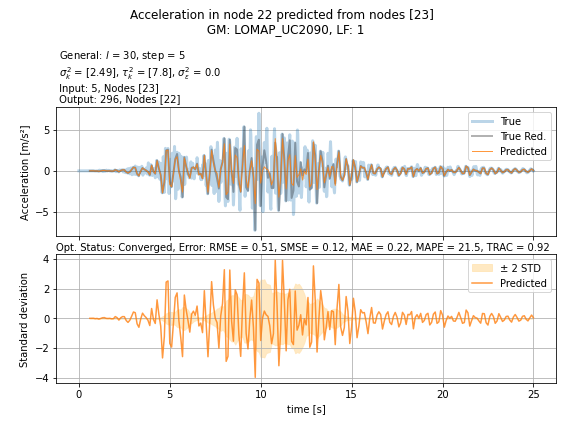 Acceleration in node 22 predicted from nodes [23]
GM: LOMAP_UC2090, LF: 1
General: l = 30, step = 5
σ²ₖ = [2.49], τ²ₖ = [7.8], σ²ε = 0.0
Input: 5, Nodes [23]
Output: 296, Nodes [22]
True
True Red.
Predicted
5
0
−5
Acceleration [m/s²]
Opt. Status: Converged, Error: RMSE = 0.51, SMSE = 0.12, MAE = 0.22, MAPE = 21.5, TRAC = 0.92
± 2 STD
Predicted
4
2
0
−2
−4
Standard deviation
0 5 10 15 20 25
time [s]